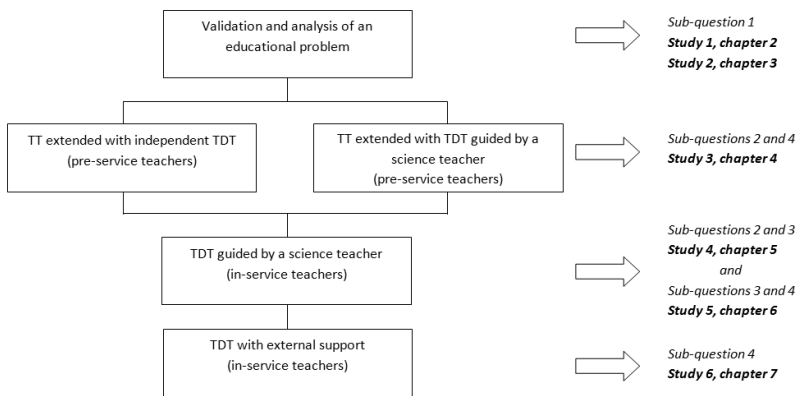 Validation and analysis of an
educational problem
Sub-question 1
Study 1, chapter 2
Study 2, chapter 3
TT extended with independent TDT
(pre-service teachers)
TT extended with TDT guided by a
science teacher
(pre-service teachers)
Sub-questions 2 and 4
Study 3, chapter 4
TDT guided by a science teacher
(in-service teachers)
Sub-questions 2 and 3
Study 4, chapter 5
and
Sub-questions 3 and 4
Study 5, chapter 6
TDT with external support
(in-service teachers)
Sub-question 4
Study 6, chapter 7